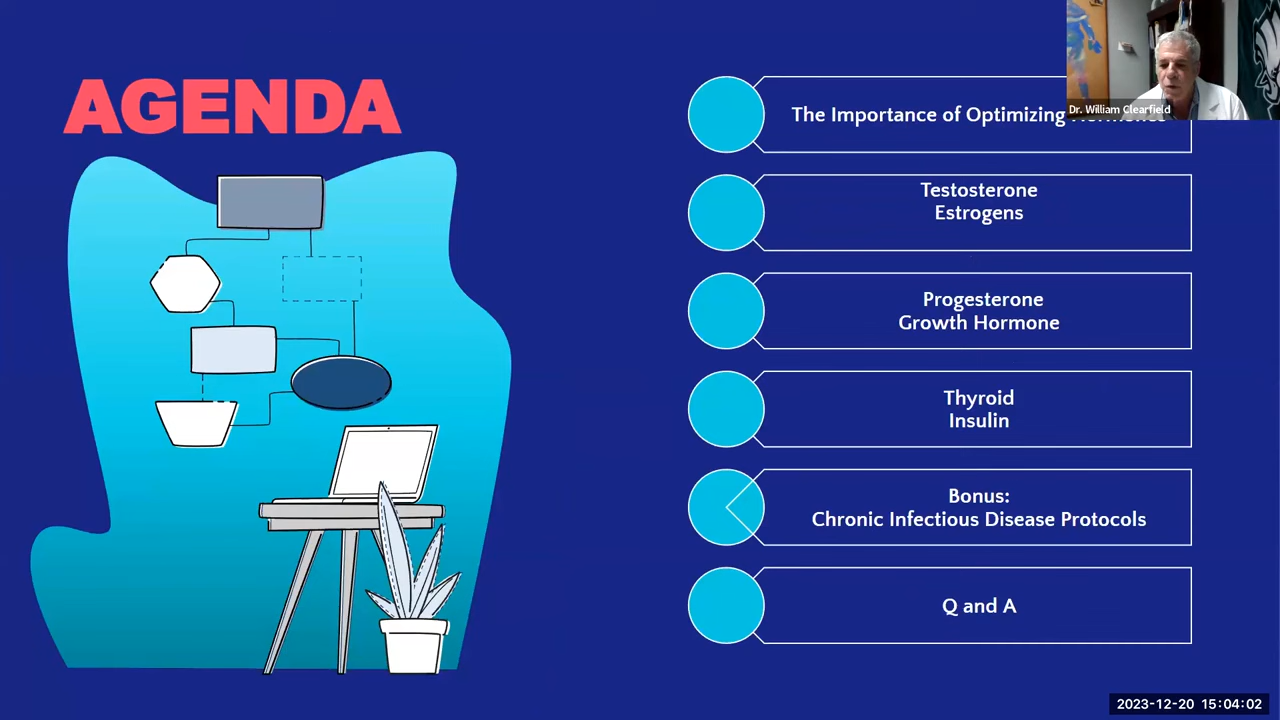 AGENDA
The Importance of Optimizing
Dr. William Clearfield
Testosterone
Estrogens
Progesterone
Growth Hormone
Thyroid
Insulin
Bonus:
Chronic Infectious Disease Protocols
Q and A
2023-12-20 15:04:02